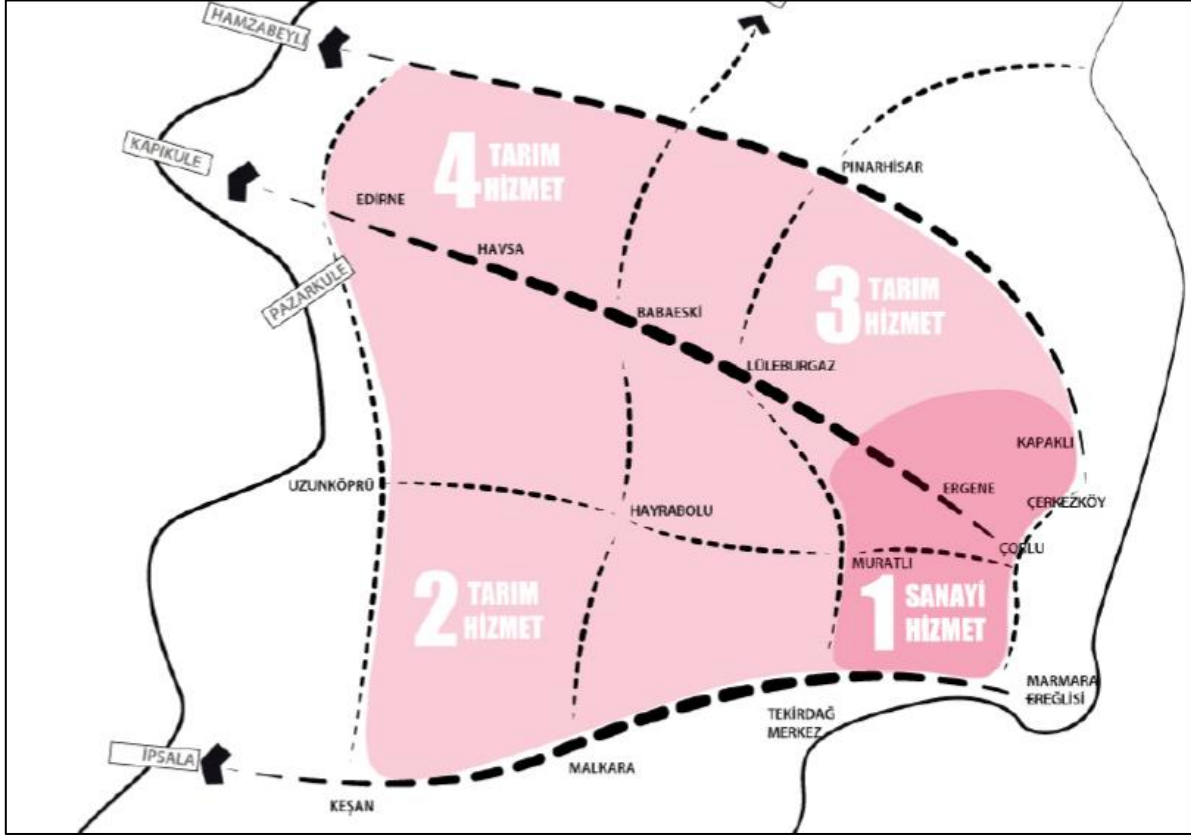 HAMZABEYLİ
KAPIKULE
4 TARIM
HİZMET
PINARHİSAR
EDİRNE
HAVSA
PAZARKULE
3 TARIM
HİZMET
BABAESKİ
LÜLEBURGAZ
KAPAKLI
UZUNKÖPRÜ
ERGENE
ÇERKEZKÖY
HAYRABOLU
ÇORLU
MURATLI
2 TARIM
HİZMET
1 SANAYİ
HİZMET
MARMARA
EREĞLİSİ
TEKİRDAĞ
MERKEZ
İPSALA
MALKARA
KEŞAN